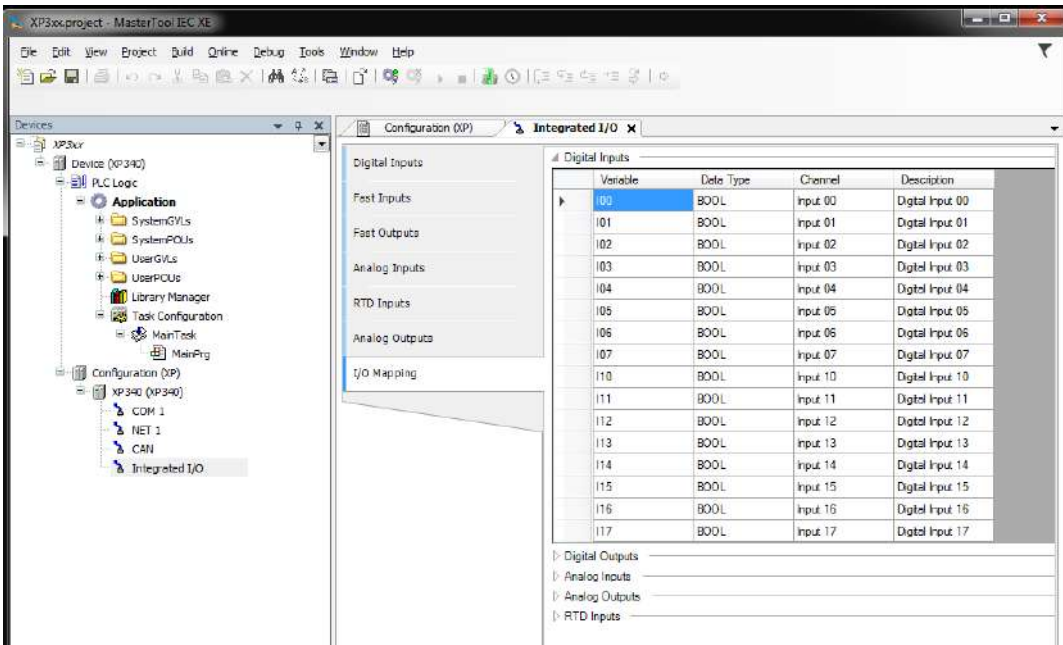 XP3xx.project - MasterTool IEC XE
File Edit View Project Build Online Debug Tools Window Help
Devices
XP3xx
Device (XP340)
PLC Logic
Application
SystemGVLs
SystemPOUs
UserGVLs
UserPOUs
Library Manager
Task Configuration
MainTask
MainPrg
Configuration (XP)
XP340 (XP340)
COM 1
NET 1
CAN
Integrated I/O
Configuration (XP) Integrated I/O
Digital Inputs
Fast Inputs
Fast Outputs
Analog Inputs
RTD Inputs
Analog Outputs
I/O Mapping
Digital Inputs
Variable Data Type Channel Description
I00 BOOL Input 00 Digital Input 00
I01 BOOL Input 01 Digital Input 01
I02 BOOL Input 02 Digital Input 02
I03 BOOL Input 03 Digital Input 03
I04 BOOL Input 04 Digital Input 04
I05 BOOL Input 05 Digital Input 05
I06 BOOL Input 06 Digital Input 06
I07 BOOL Input 07 Digital Input 07
I10 BOOL Input 10 Digital Input 10
I11 BOOL Input 11 Digital Input 11
I12 BOOL Input 12 Digital Input 12
I13 BOOL Input 13 Digital Input 13
I14 BOOL Input 14 Digital Input 14
I15 BOOL Input 15 Digital Input 15
I16 BOOL Input 16 Digital Input 16
I17 BOOL Input 17 Digital Input 17
Digital Outputs
Analog Inputs
Analog Outputs
RTD Inputs